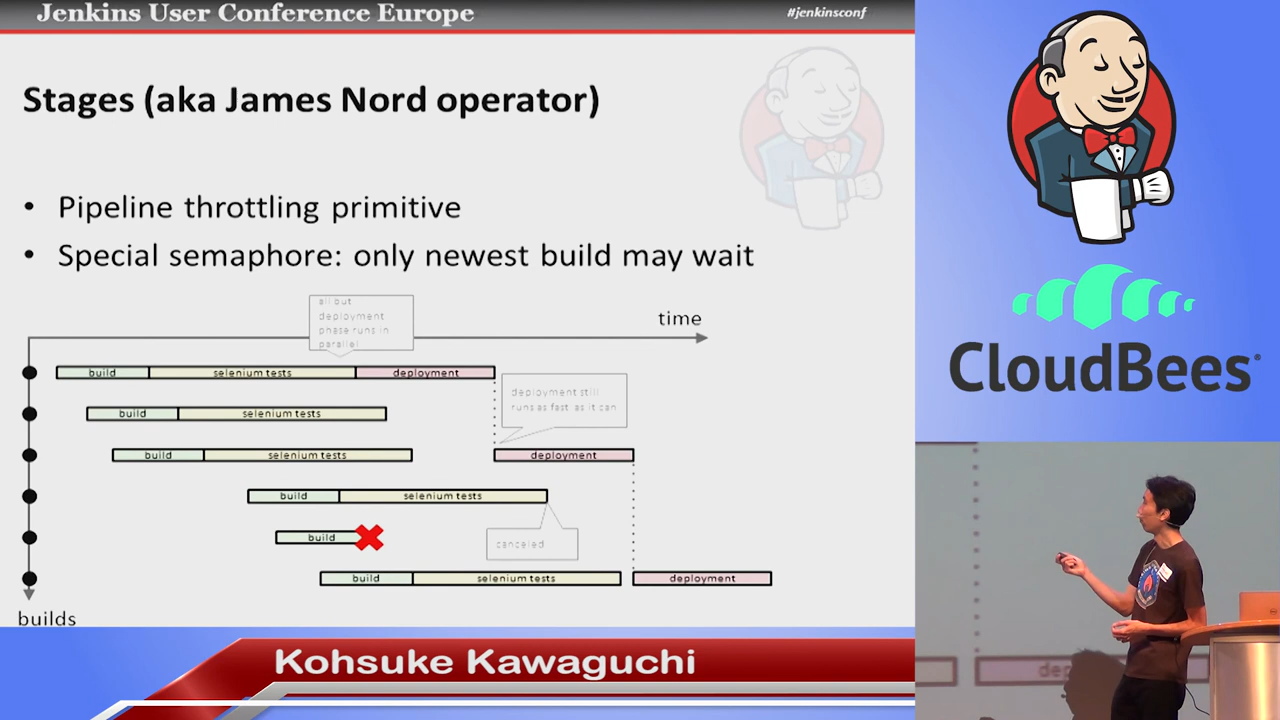 Jenkins User Conference Europe
#jenkinsconf
Stages (aka James Nord operator)
• Pipeline throttling primitive
• Special semaphore: only newest build may wait
all but
deployment
phase runs in
parallel
time
build selenium tests deployment
deployment still
runs as fast as it can
build selenium tests
build selenium tests deployment
build selenium tests
canceled
build
build selenium tests deployment
builds
Kohsuke Kawaguchi
CloudBees